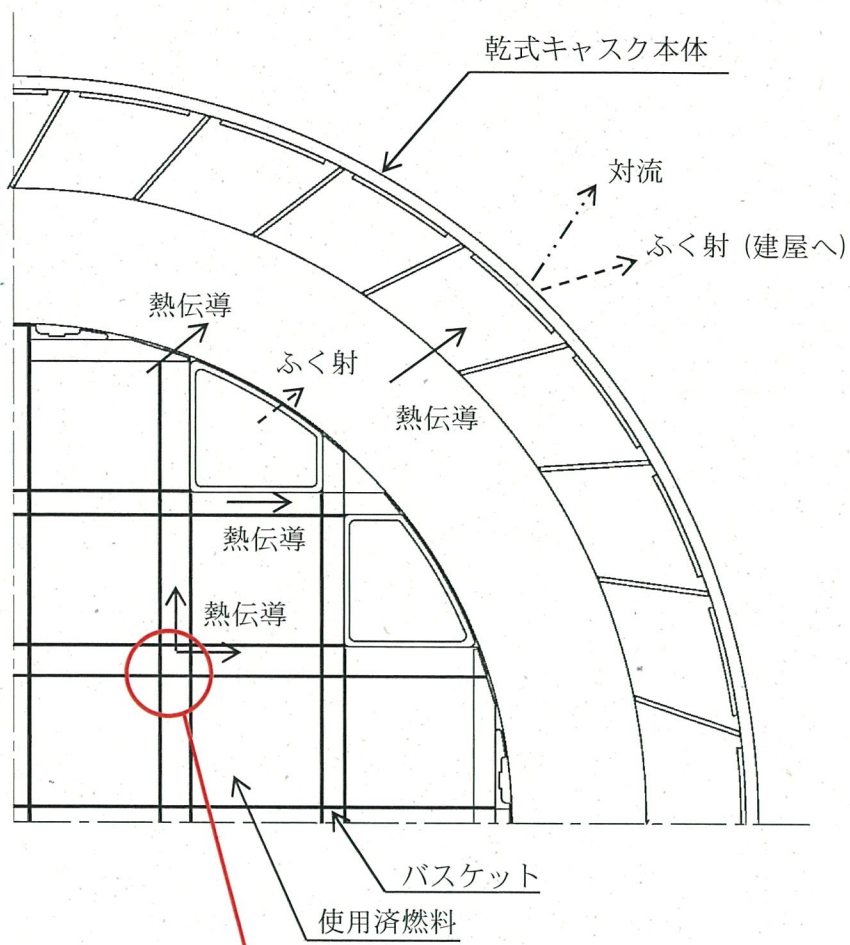 乾式キャスク本体
対流
ふく射 (建屋へ)
熱伝導
ふく射
熱伝導
熱伝導
熱伝導
バスケット
使用済燃料